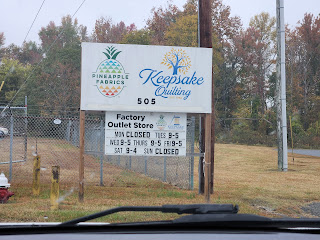 PINEAPPLE
FABRICS
Keepsake
Quilting
505
Factory
Outlet Store
MON CLOSED TUES 9-5
WED 9-5 THURS 9-5 FRI 9-5
SAT 9-4 SUN CLOSED